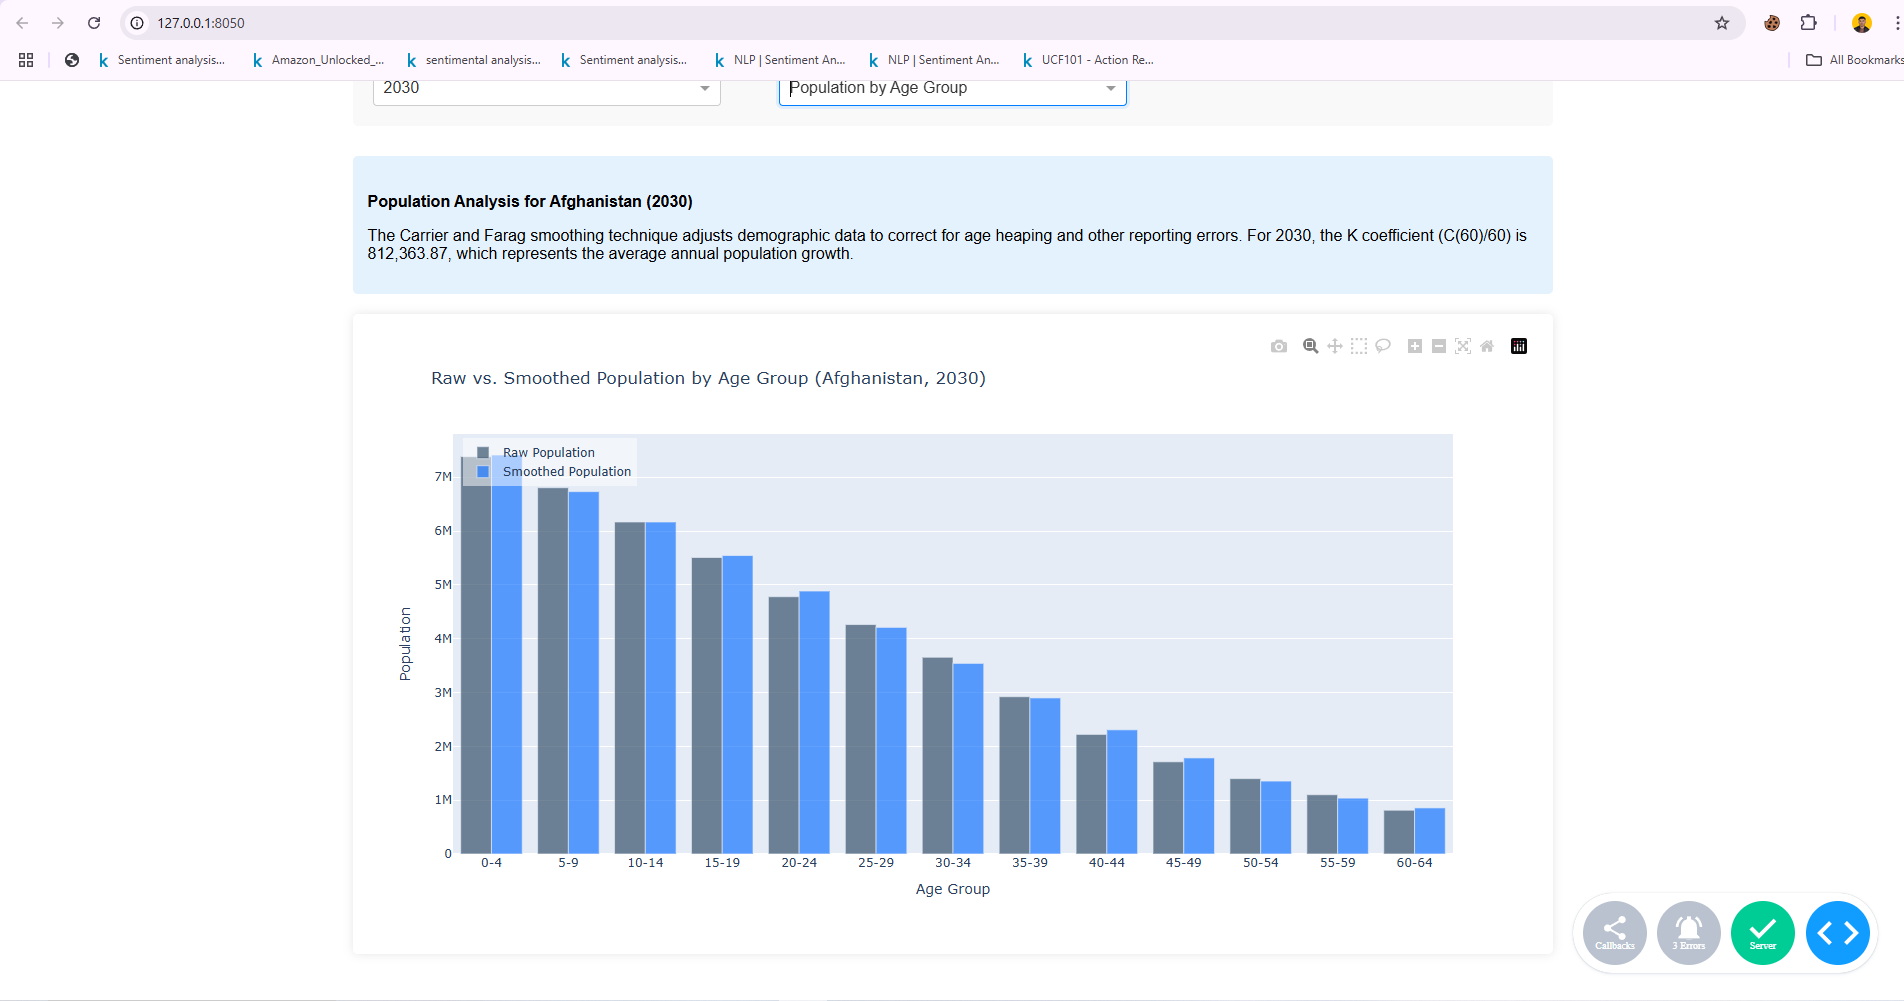 127.0.0.1:8050
Sentiment analysis...
Amazon_Unlocked_...
sentimental analysis...
Sentiment analysis...
NLP | Sentiment An...
NLP | Sentiment An...
UCF101 - Action Re...
All Bookmarks
2030
Population by Age Group
Population Analysis for Afghanistan (2030)
The Carrier and Farag smoothing technique adjusts demographic data to correct for age heaping and other reporting errors. For 2030, the K coefficient (C(60)/60) is
812,363.87, which represents the average annual population growth.
Raw vs. Smoothed Population by Age Group (Afghanistan, 2030)
Raw Population
Smoothed Population
7M
6M
5M
4M
3M
2M
1M
0
Population
0-4
5-9
10-14
15-19
20-24
25-29
30-34
35-39
40-44
45-49
50-54
55-59
60-64
Age Group
Callbacks
3 Errors
Server